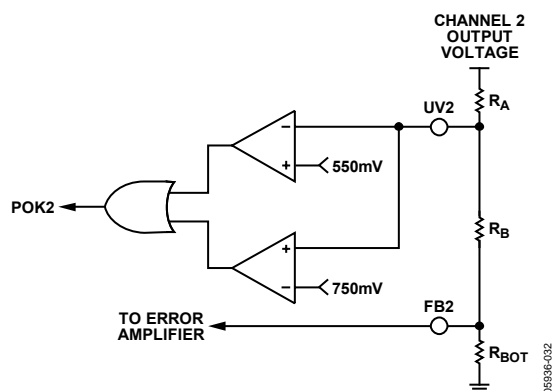 CHANNEL 2
OUTPUT
VOLTAGE
R_A
UV2
–
+
550mV
POK2
R_B
+
–
750mV
FB2
TO ERROR
AMPLIFIER
R_BOT
05936-032